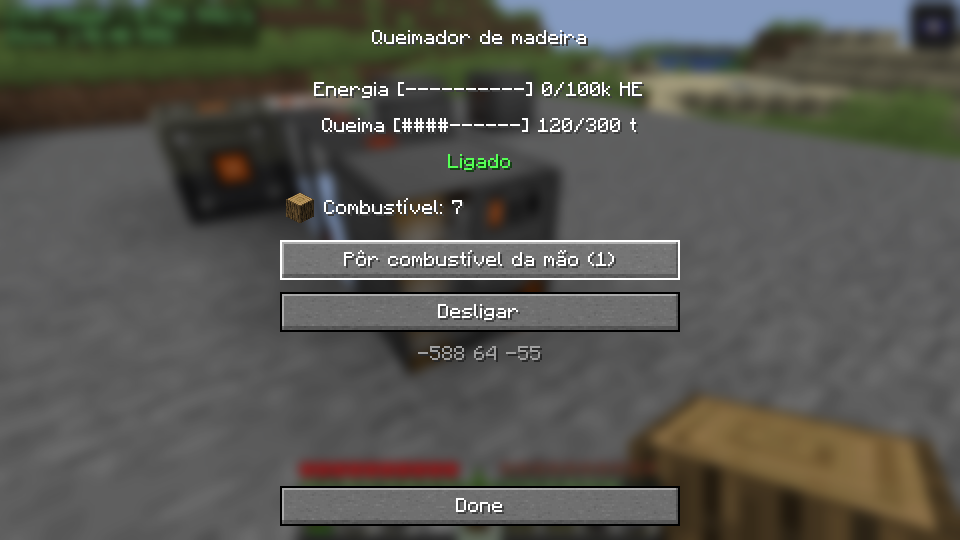 Queimador de madeira
Energia [----------] 0/100k HE
Queima [####------] 120/300 t
Ligado
Combustível: 7
Pôr combustível da mão (1)
Desligar
-588 64 -55
Done